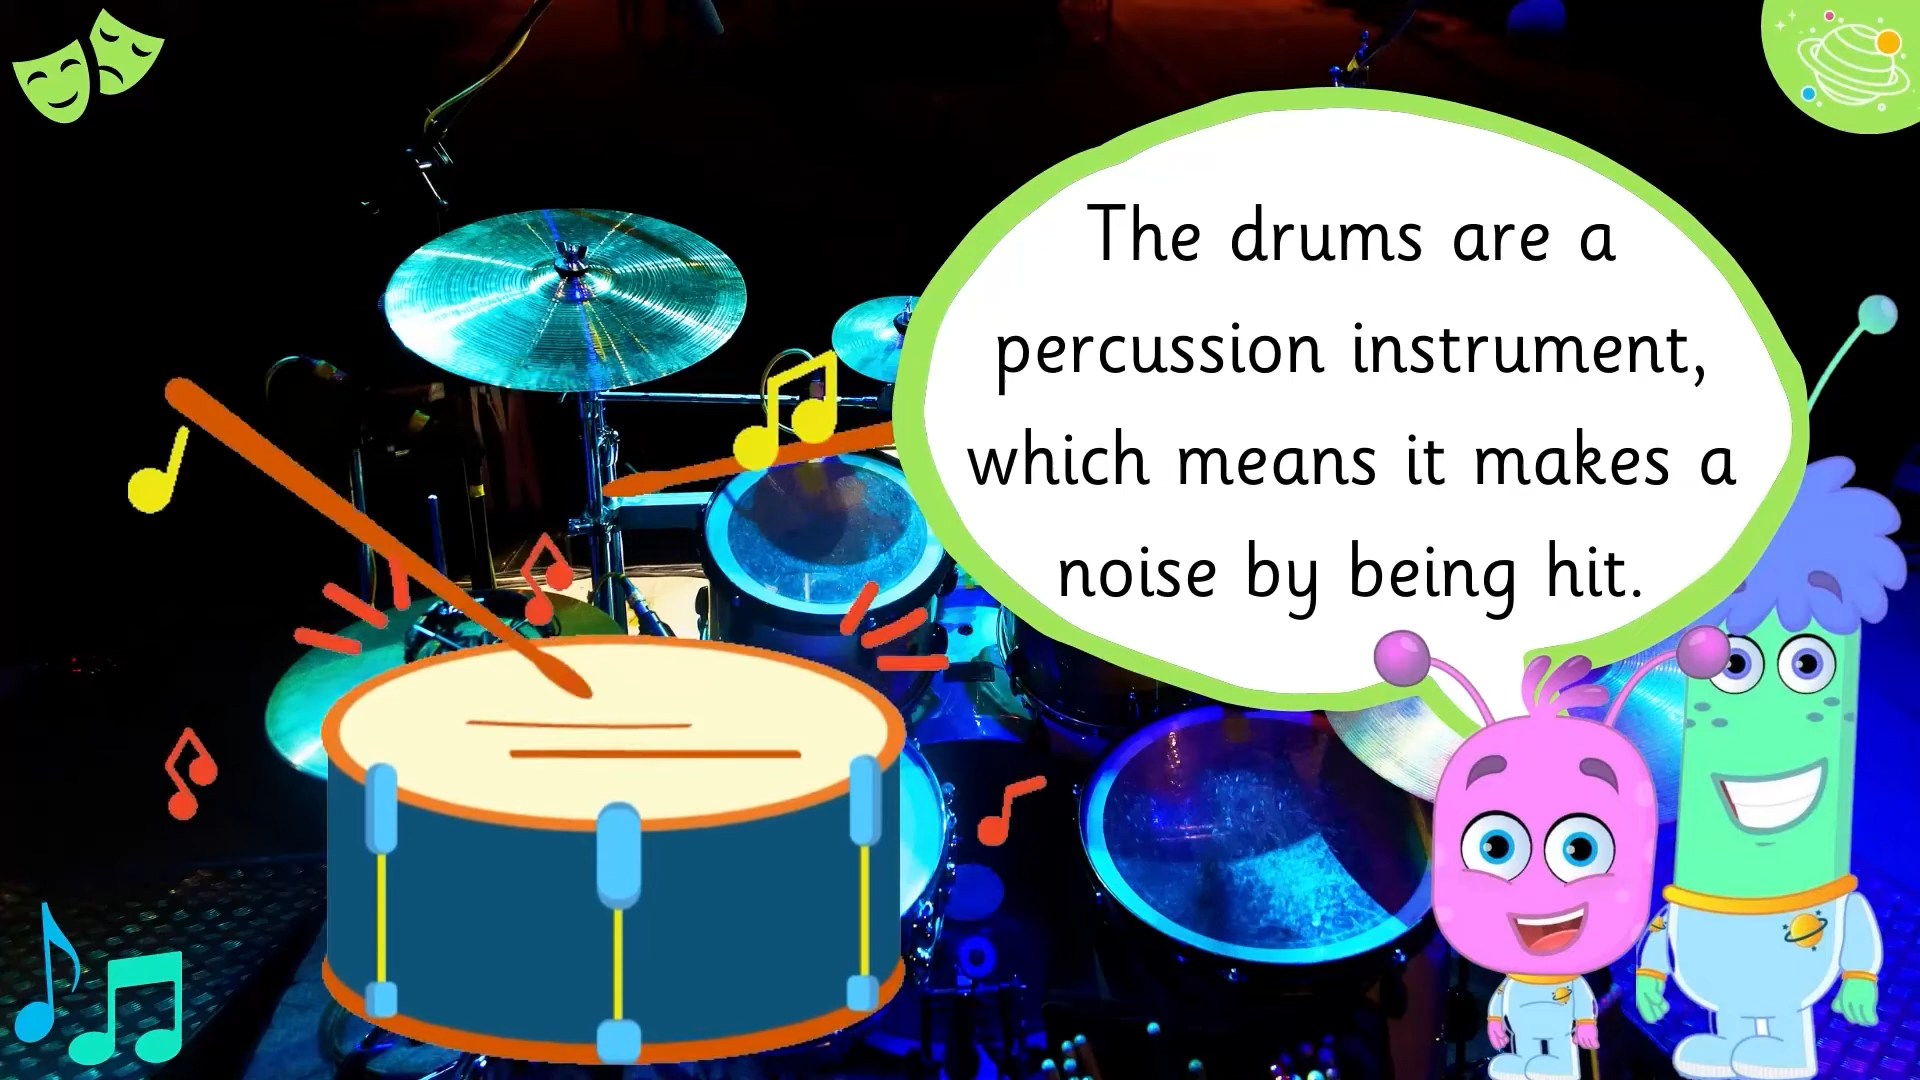 The drums are a
percussion instrument,
which means it makes a
noise by being hit.